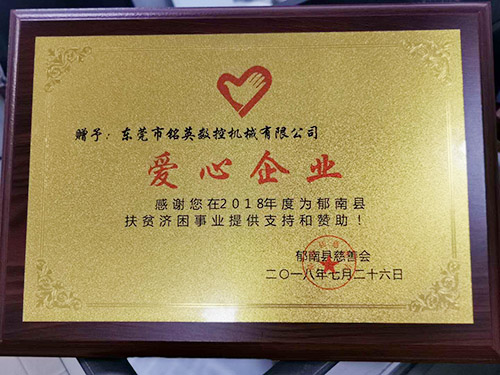 赠予：东莞市铭英数控机械有限公司
爱心企业
感谢您在2018年度为郁南县
扶贫济困事业提供支持和赞助！
郁南县慈善会
二〇一八年七月二十六日